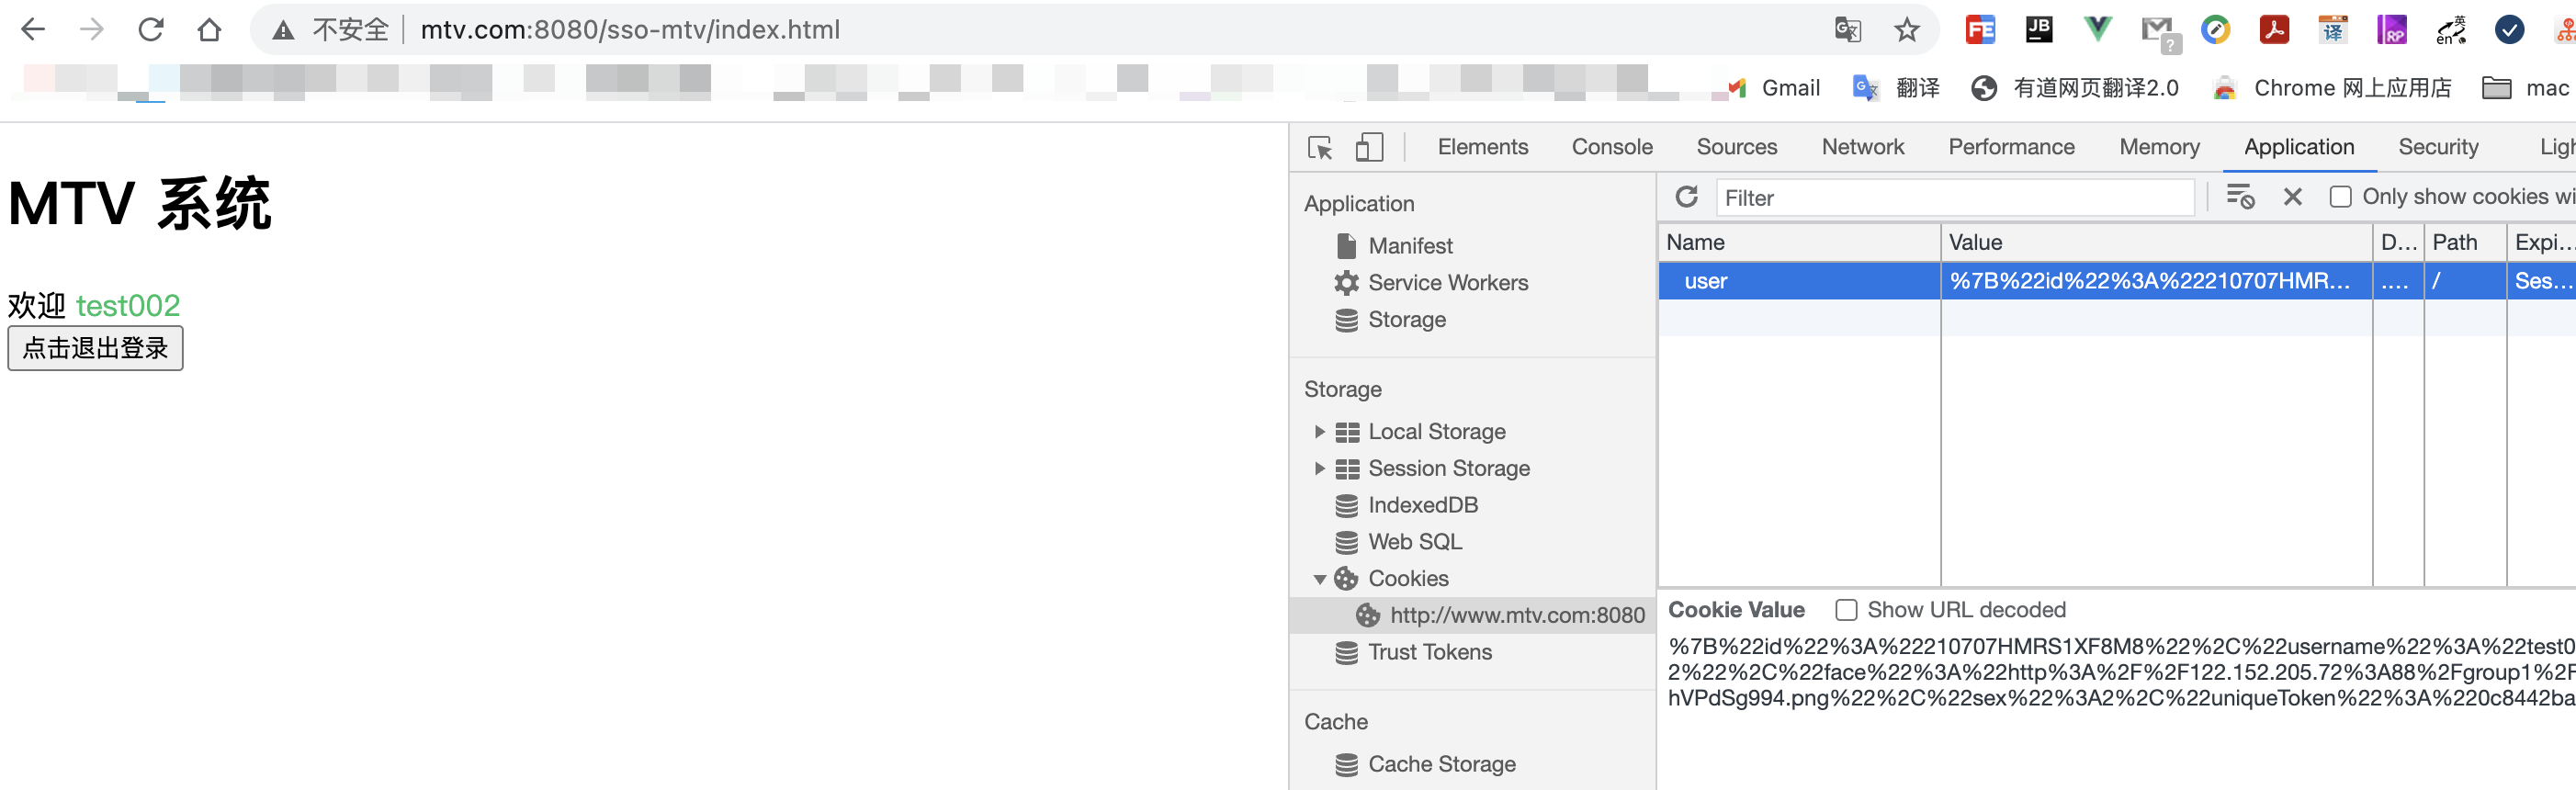 不安全 mtv.com:8080/sso-mtv/index.html
FE JB 译 RP 英 en
Gmail 翻译 有道网页翻译2.0 Chrome 网上应用店 mac
Elements Console Sources Network Performance Memory Application Security Ligh
MTV 系统
欢迎 test002
点击退出登录
Application
Manifest
Service Workers
Storage
Storage
Local Storage
Session Storage
IndexedDB
Web SQL
Cookies
http://www.mtv.com:8080
Trust Tokens
Cache
Cache Storage
Filter Only show cookies wi
Name Value D... Path Expi...
user %7B%22id%22%3A%22210707HMR... .... / Ses...
Cookie Value Show URL decoded
%7B%22id%22%3A%22210707HMRS1XF8M8%22%2C%22username%22%3A%22test0
2%22%2C%22face%22%3A%22http%3A%2F%2F122.152.205.72%3A88%2Fgroup1%2F
hVPdSg994.png%22%2C%22sex%22%3A2%2C%22uniqueToken%22%3A%220c8442ba